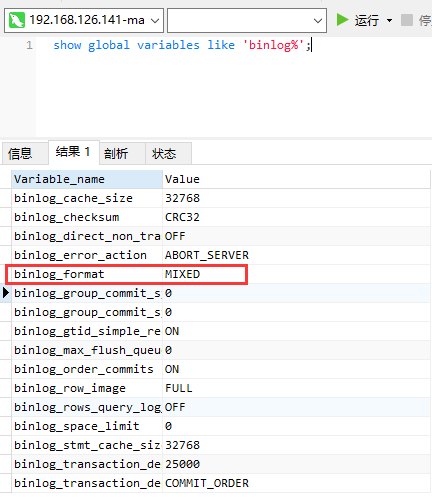 192.168.126.141-ma
运行
停
1 show global variables like 'binlog%';
信息 结果 1 剖析 状态
Variable_name Value
binlog_cache_size 32768
binlog_checksum CRC32
binlog_direct_non_tra OFF
binlog_error_action ABORT_SERVER
binlog_format MIXED
binlog_group_commit_s 0
binlog_group_commit_s 0
binlog_gtid_simple_re ON
binlog_max_flush_queu 0
binlog_order_commits ON
binlog_row_image FULL
binlog_rows_query_log OFF
binlog_space_limit 0
binlog_stmt_cache_siz 32768
binlog_transaction_de 25000
binlog_transaction_de COMMIT_ORDER